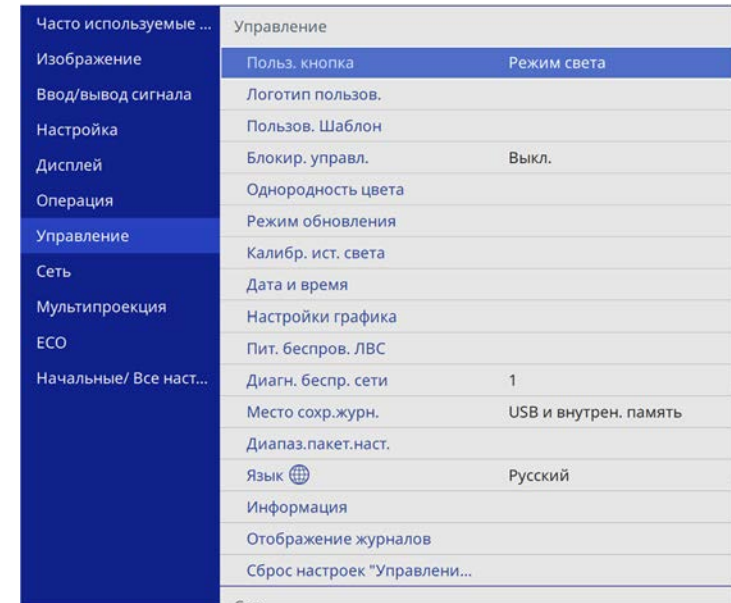 Часто используемые ...
Изображение
Ввод/вывод сигнала
Настройка
Дисплей
Операция
Управление
Сеть
Мультипроекция
ECO
Начальные/ Все наст...
Управление
Польз. кнопка Режим света
Логотип пользов.
Пользов. Шаблон
Блокир. управл. Выкл.
Однородность цвета
Режим обновления
Калибр. ист. света
Дата и время
Настройки графика
Пит. беспров. ЛВС
Диагн. беспр. сети 1
Место сохр.журн. USB и внутрен. память
Диапаз.пакет.наст.
Язык Русский
Информация
Отображение журналов
Сброс настроек "Управлени...